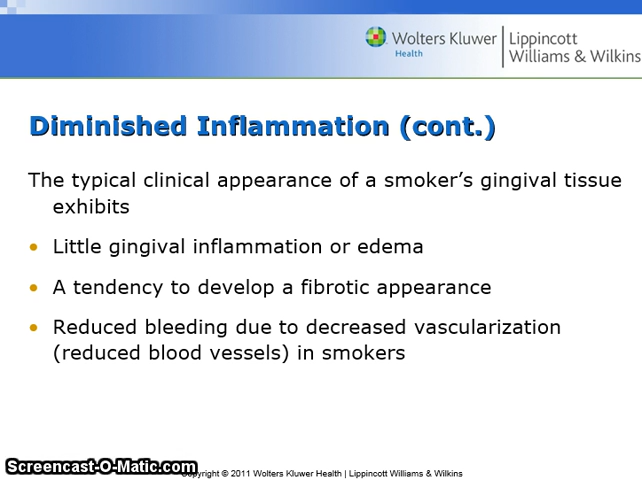 Wolters Kluwer
Health
Lippincott
Williams & Wilkins
Diminished Inflammation (cont.)
The typical clinical appearance of a smoker's gingival tissue
exhibits
• Little gingival inflammation or edema
• A tendency to develop a fibrotic appearance
• Reduced bleeding due to decreased vascularization
(reduced blood vessels) in smokers
Screencast-O-Matic.com
opyright © 2011 Wolters Kluwer Health | Lippincott Williams & Wilkins